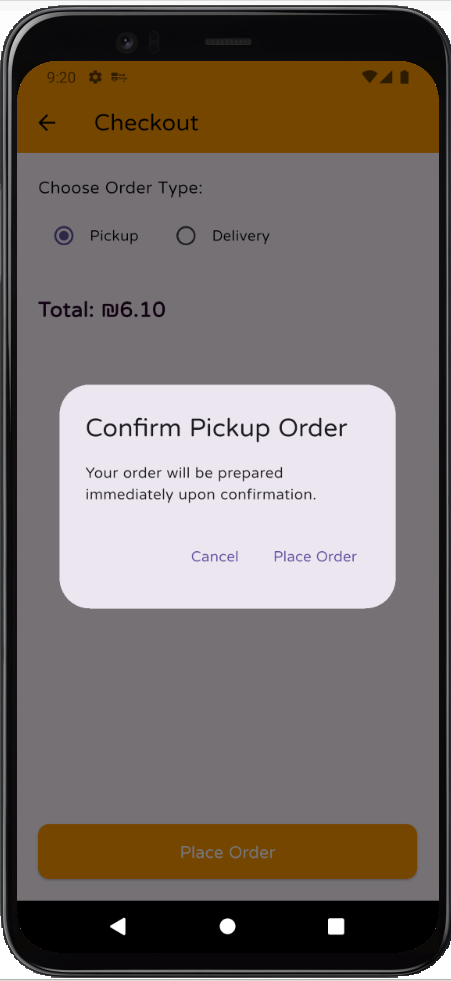 9:20
Checkout
Choose Order Type:
Pickup Delivery
Total: ₪6.10
Confirm Pickup Order
Your order will be prepared
immediately upon confirmation.
Cancel Place Order
Place Order